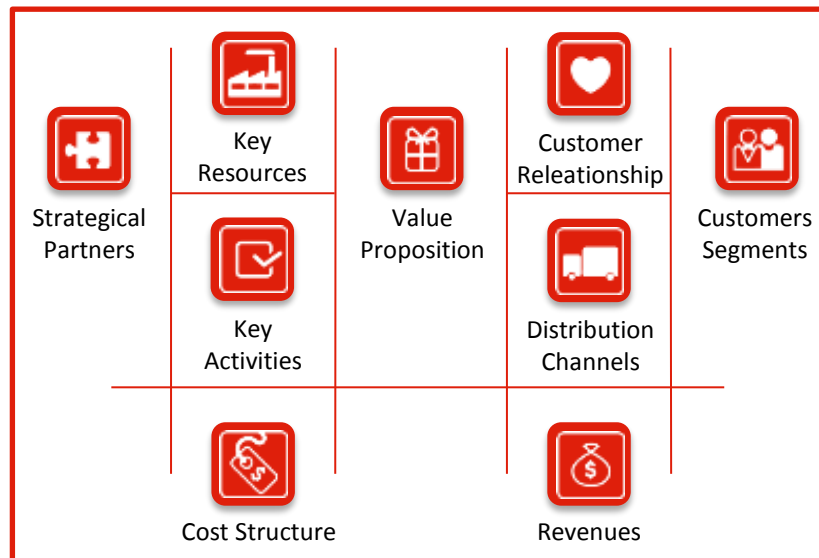 Strategical
Partners
Key
Resources
Key
Activities
Value
Proposition
Customer
Releationship
Distribution
Channels
Customers
Segments
Cost Structure
$
Revenues
$